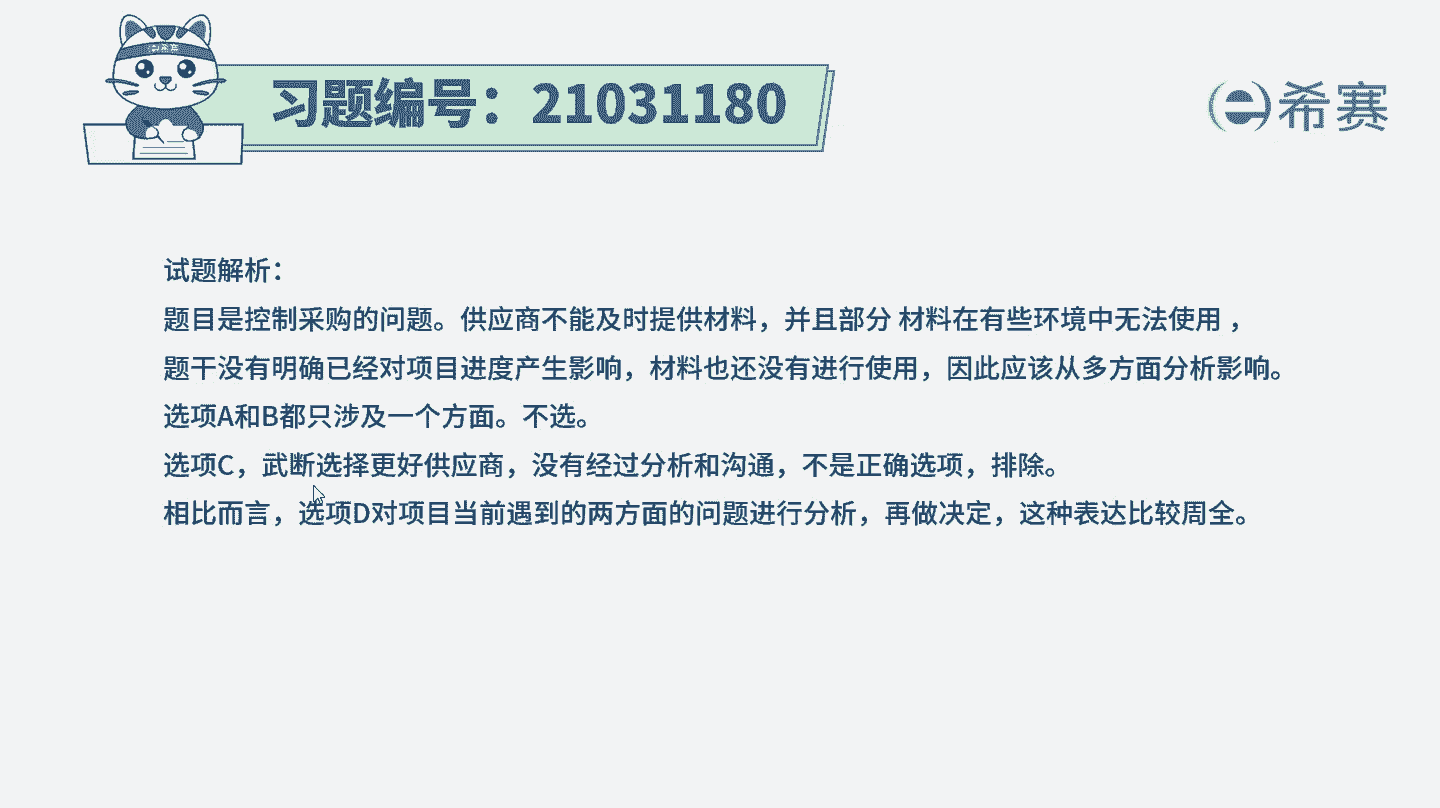 习题编号：21031180
希赛
试题解析：
题目是控制采购的问题。供应商不能及时提供材料，并且部分 材料在有些环境中无法使用 ，
题干没有明确已经对项目进度产生影响，材料也还没有进行使用，因此应该从多方面分析影响。
选项A和B都只涉及一个方面。不选。
选项C，武断选择更好供应商，没有经过分析和沟通，不是正确选项，排除。
相比而言，选项D对项目当前遇到的两方面的问题进行分析，再做决定，这种表达比较周全。